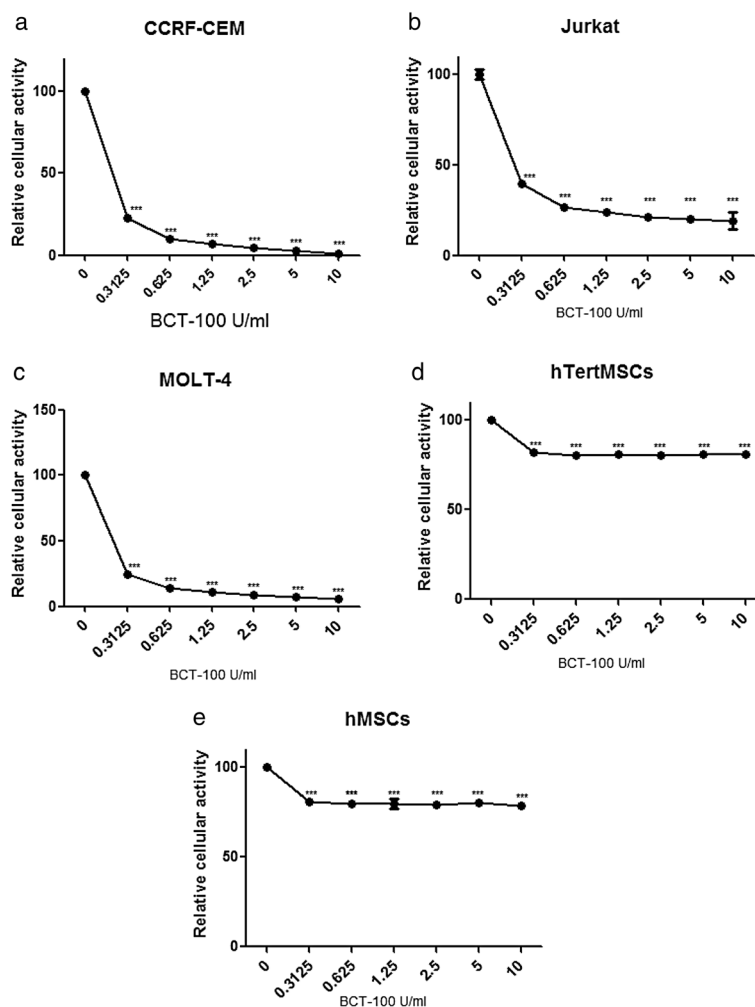 a
CCRF-CEM
Relative cellular activity
100
50
0
*** *** *** *** *** ***
0 0.3125 0.625 1.25 2.5 5 10
BCT-100 U/ml
b
Jurkat
Relative cellular activity
100
50
0
*** *** *** *** *** ***
0 0.3125 0.625 1.25 2.5 5 10
BCT-100 U/ml
c
MOLT-4
Relative cellular activity
150
100
50
0
*** *** *** *** *** ***
0 0.3125 0.625 1.25 2.5 5 10
BCT-100 U/ml
d
hTertMSCs
Relative cellular activity
100
50
0
*** *** *** *** *** ***
0 0.3125 0.625 1.25 2.5 5 10
BCT-100 U/ml
e
hMSCs
Relative cellular activity
100
50
0
*** *** *** *** *** ***
0 0.3125 0.625 1.25 2.5 5 10
BCT-100 U/ml